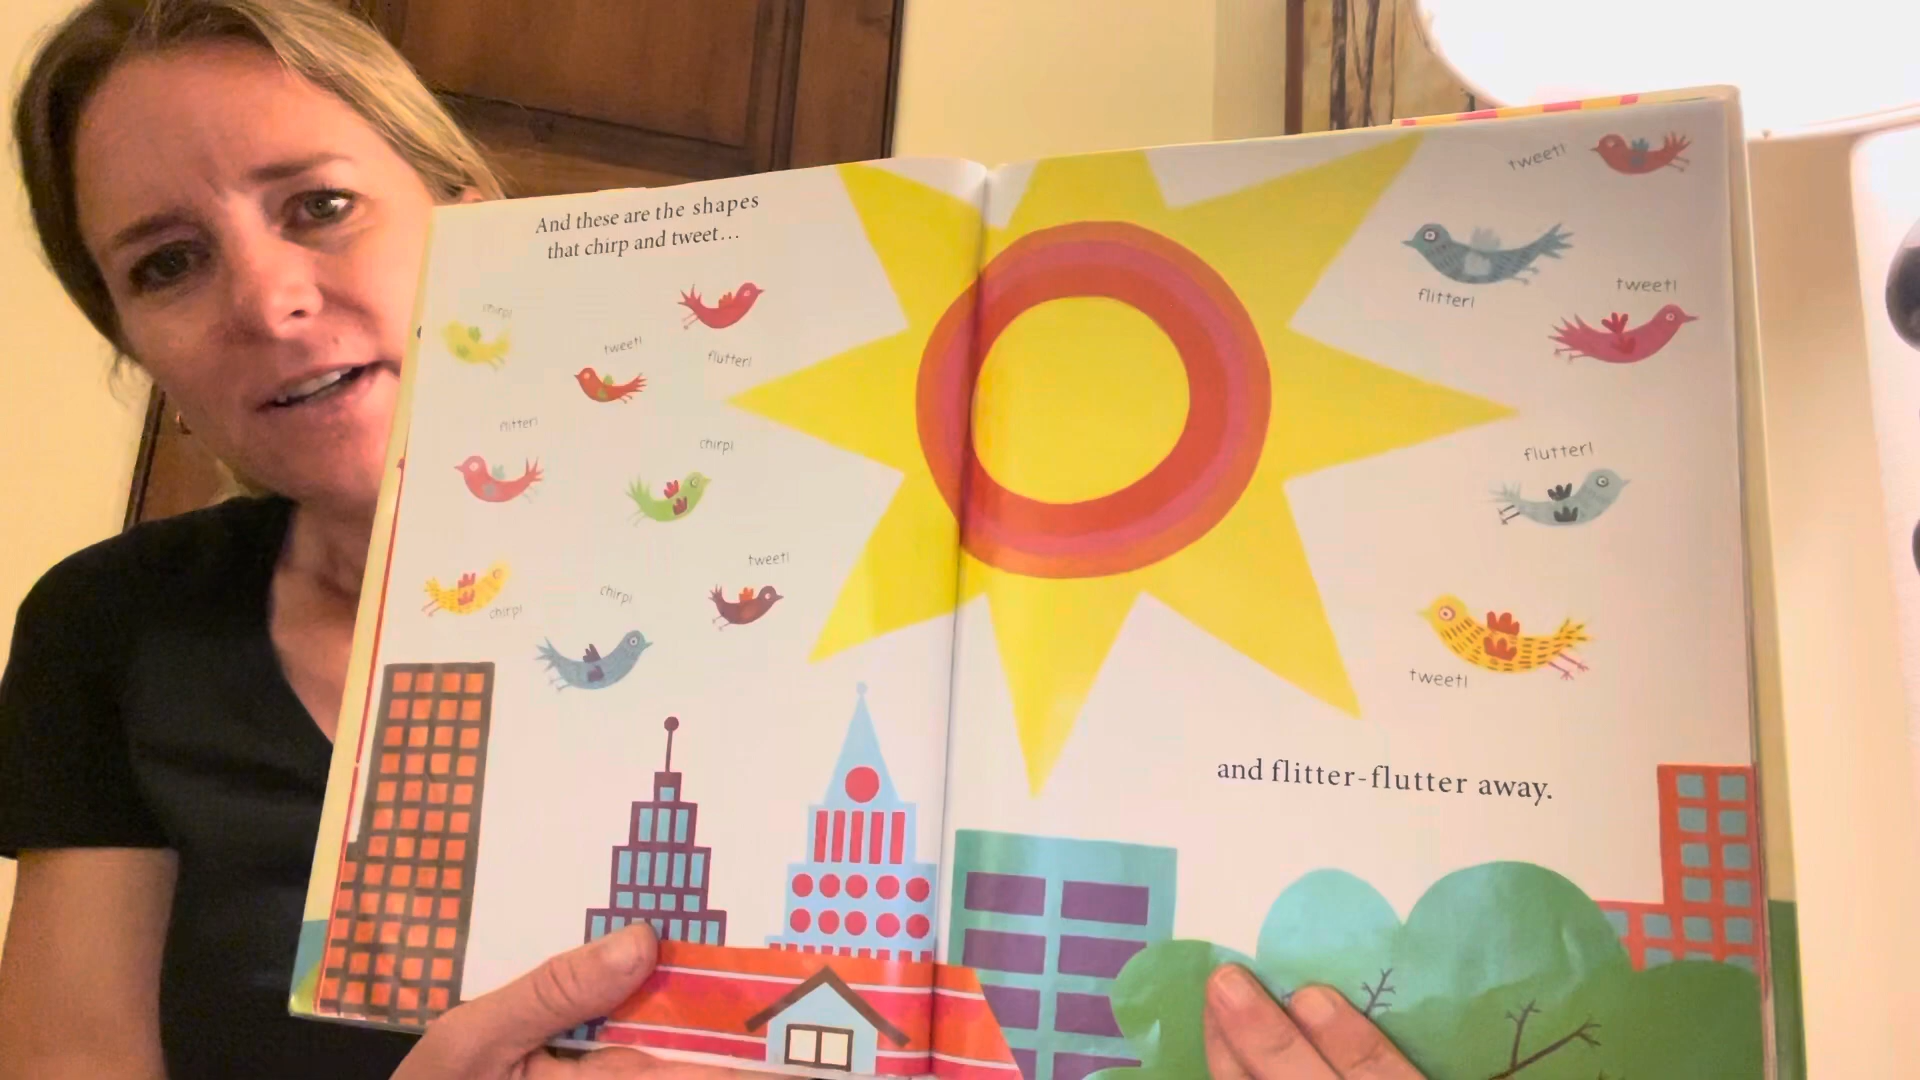 And these are the shapes
that chirp and tweet...
chirp!
tweet!
flutter!
flitter!
chirp!
chirp!
chirp!
tweet!
tweet!
flitter!
tweet!
flutter!
tweet!
and flitter-flutter away.